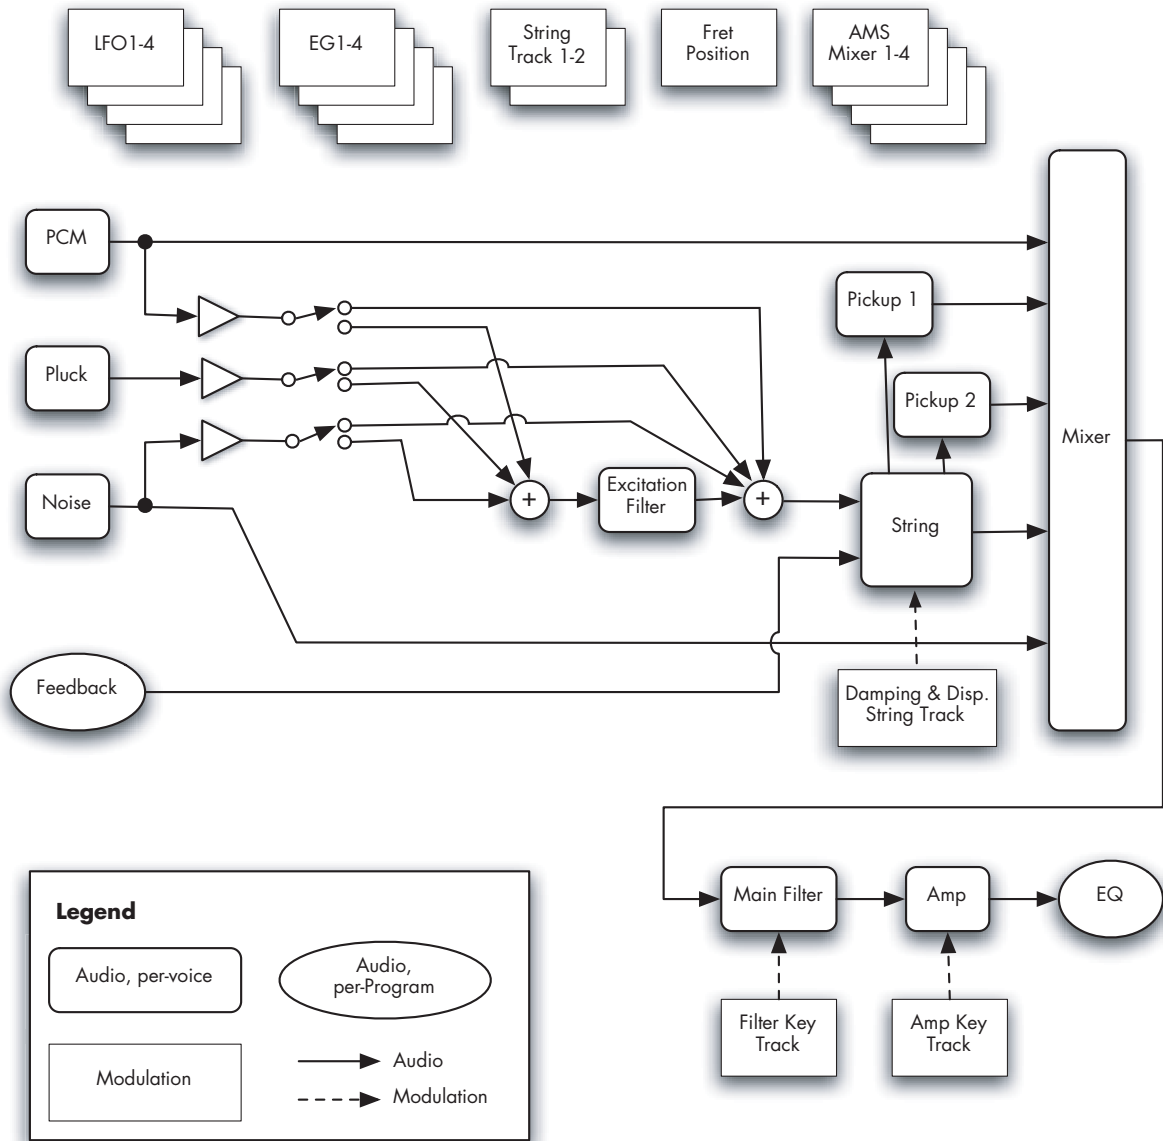 LFO1-4
EG1-4
String
Track 1-2
Fret
Position
AMS
Mixer 1-4
PCM
Pickup 1
Pluck
Pickup 2
Mixer
Noise
+
Excitation
Filter
+
String
Feedback
Damping & Disp.
String Track
Main Filter
Amp
EQ
Filter Key
Track
Amp Key
Track
Legend
Audio, per-voice
Audio,
per-Program
Modulation
Audio
Modulation